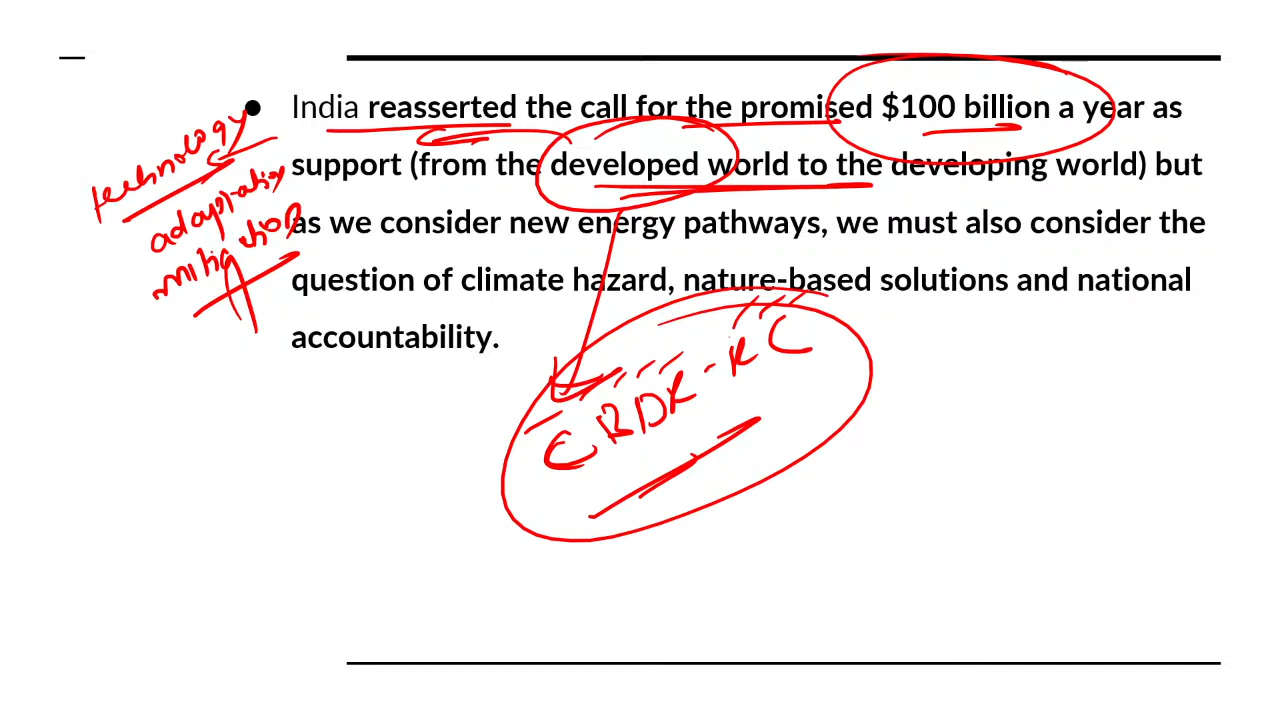 India reasserted the call for the promised $100 billion a year as
support (from the developed world to the developing world) but
as we consider new energy pathways, we must also consider the
question of climate hazard, nature-based solutions and national
accountability.
technology
adaptation
mitigation
CBDR-RC